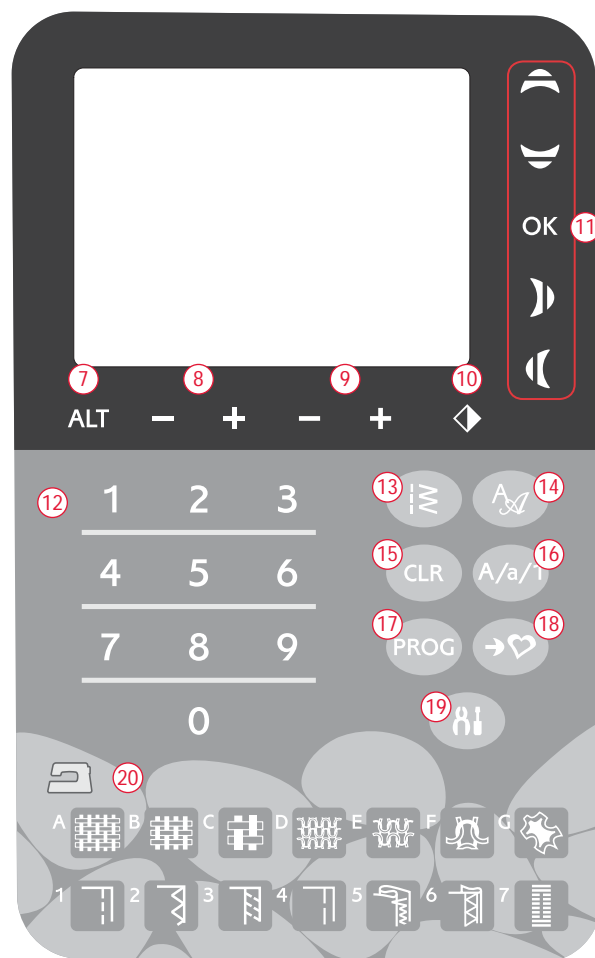 OK 11
7 8 9 10
ALT − + − +
12 1 2 3 13 14
15 CLR A/a/1 16
4 5 6
17 PROG 18
7 8 9
19
0
20
A B C D E F G
1 2 3 4 5 6 7